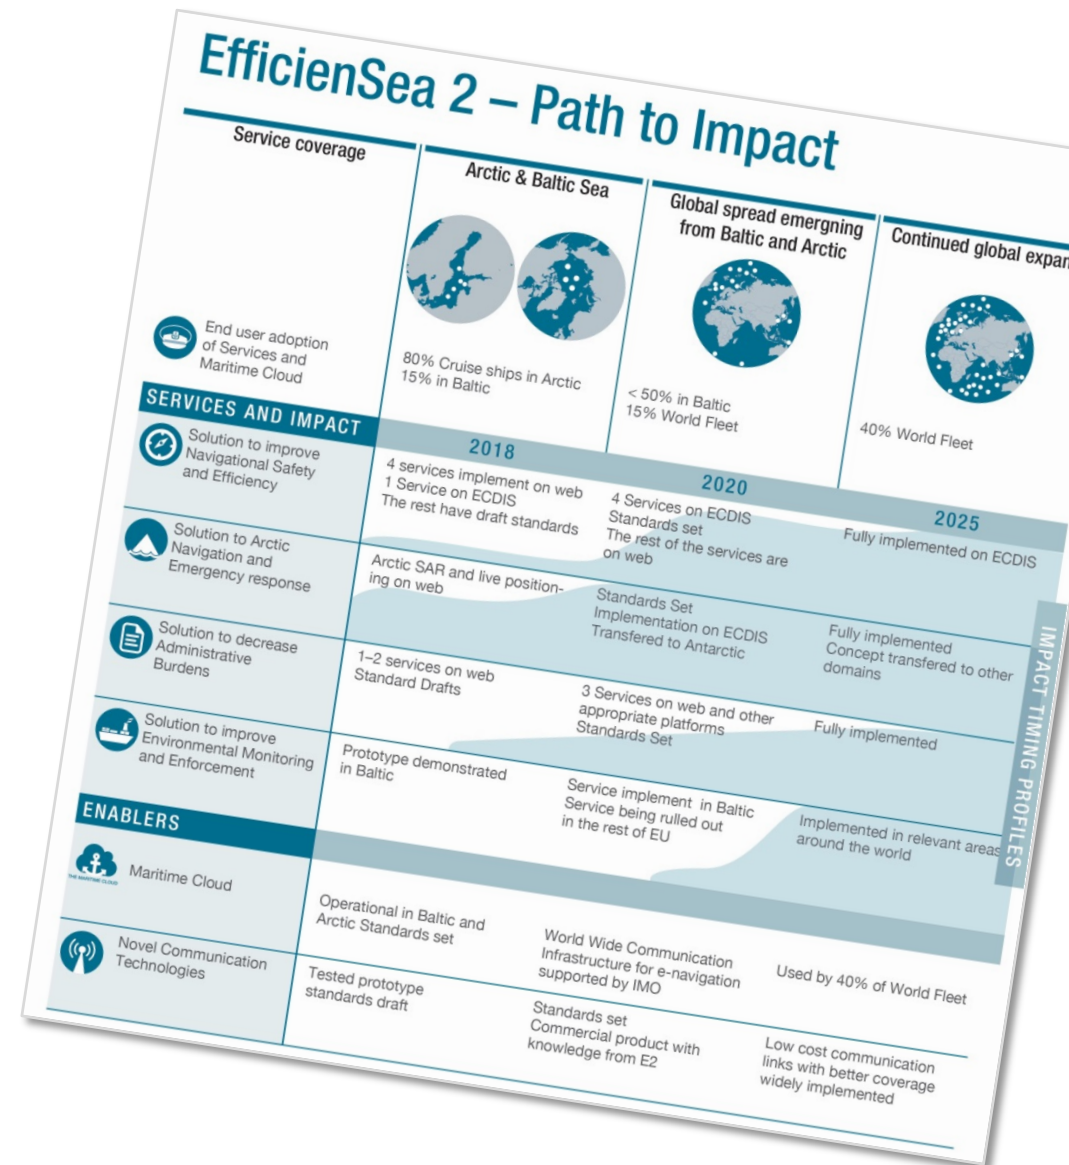 EfficienSea 2 – Path to Impact
Service coverage
Arctic & Baltic Sea
Global spread emergning
from Baltic and Arctic
Continued global expan
End user adoption
of Services and
Maritime Cloud
80% Cruise ships in Arctic
15% in Baltic
< 50% in Baltic
15% World Fleet
40% World Fleet
SERVICES AND IMPACT
2018
2020
2025
Solution to improve
Navigational Safety
and Efficiency
4 services implement on web
1 Service on ECDIS
The rest have draft standards
4 Services on ECDIS
Standards set
The rest of the services are
on web
Fully implemented on ECDIS
Solution to Arctic
Navigation and
Emergency response
Arctic SAR and live position-
ing on web
Standards Set
Implementation on ECDIS
Transfered to Antarctic
Fully implemented
Concept transfered to other
domains
Solution to decrease
Administrative
Burdens
1–2 services on web
Standard Drafts
3 Services on web and other
appropriate platforms
Standards Set
Fully implemented
Solution to improve
Environmental Monitoring
and Enforcement
Prototype demonstrated
in Baltic
Service implement in Baltic
Service being rulled out
in the rest of EU
Implemented in relevant areas
around the world
IMPACT TIMING PROFILES
ENABLERS
THE MARITIME CLOUD
Maritime Cloud
Operational in Baltic and
Arctic Standards set
World Wide Communication
Infrastructure for e-navigation
supported by IMO
Used by 40% of World Fleet
Novel Communication
Technologies
Tested prototype
standards draft
Standards set
Commercial product with
knowledge from E2
Low cost communication
links with better coverage
widely implemented